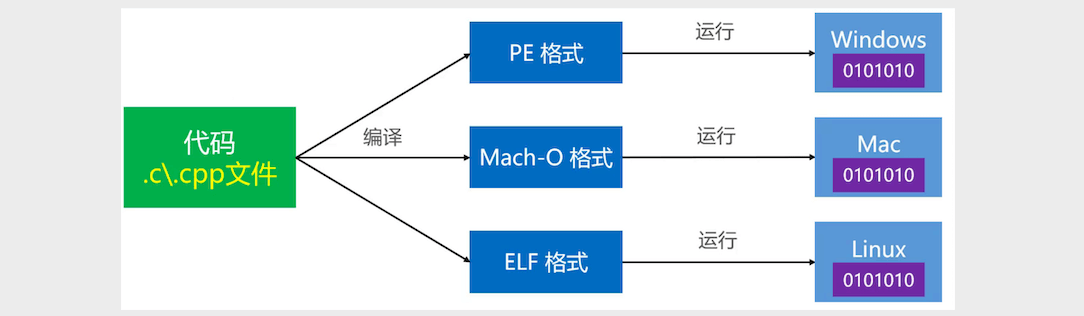 代码
.c\.cpp文件
编译
PE 格式
运行
Windows
0101010
Mach-O 格式
运行
Mac
0101010
ELF 格式
运行
Linux
0101010